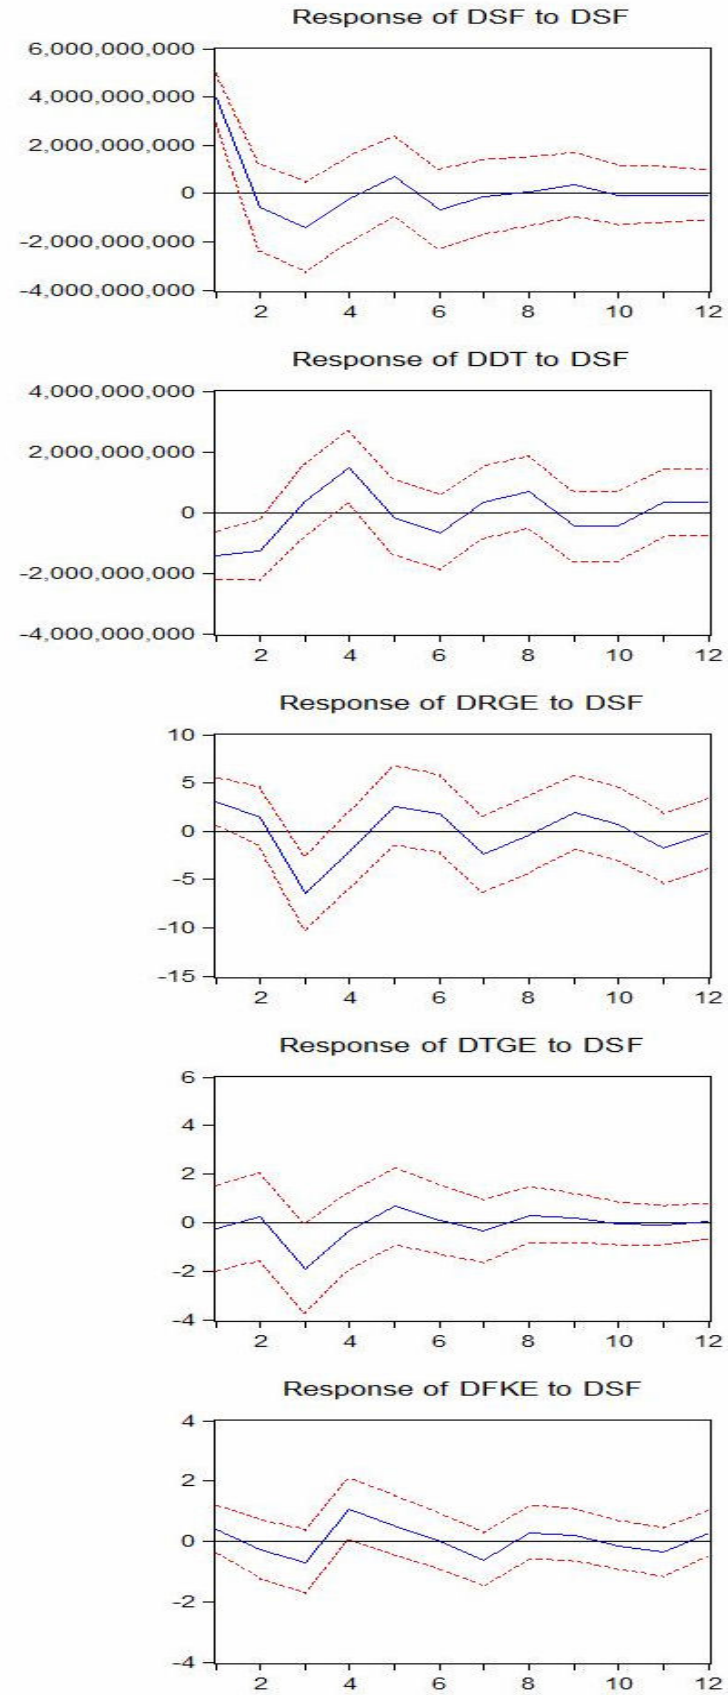 Response of DSF to DSF
6,000,000,000
4,000,000,000
2,000,000,000
0
-2,000,000,000
-4,000,000,000
2 4 6 8 10 12
Response of DDT to DSF
4,000,000,000
2,000,000,000
0
-2,000,000,000
-4,000,000,000
2 4 6 8 10 12
Response of DRGE to DSF
10
5
0
-5
-10
-15
2 4 6 8 10 12
Response of DTGE to DSF
6
4
2
0
-2
-4
2 4 6 8 10 12
Response of DFKE to DSF
4
2
0
-2
-4
2 4 6 8 10 12